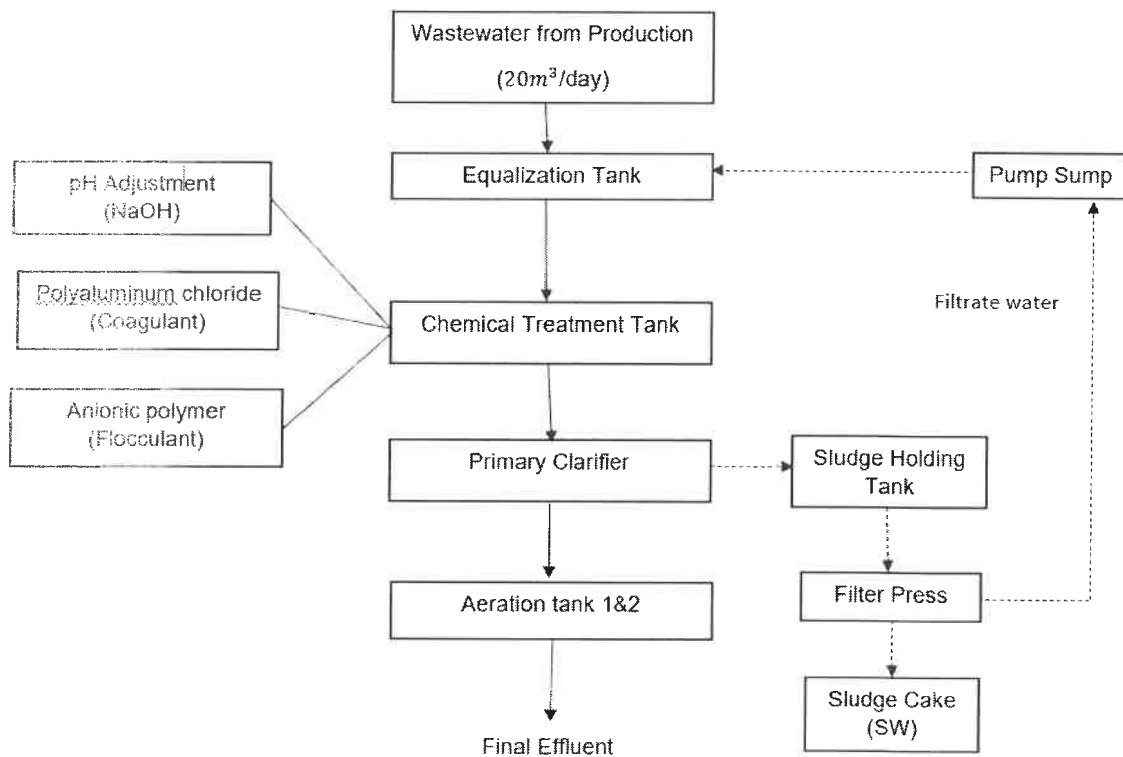 Wastewater from Production
(20m³/day)
Equalization Tank
Pump Sump
pH Adjustment
(NaOH)
Polyaluminum chloride
(Coagulant)
Chemical Treatment Tank
Filtrate water
Anionic polymer
(Flocculant)
Primary Clarifier
Sludge Holding
Tank
Aeration tank 1&2
Filter Press
Sludge Cake
(SW)
Final Effluent